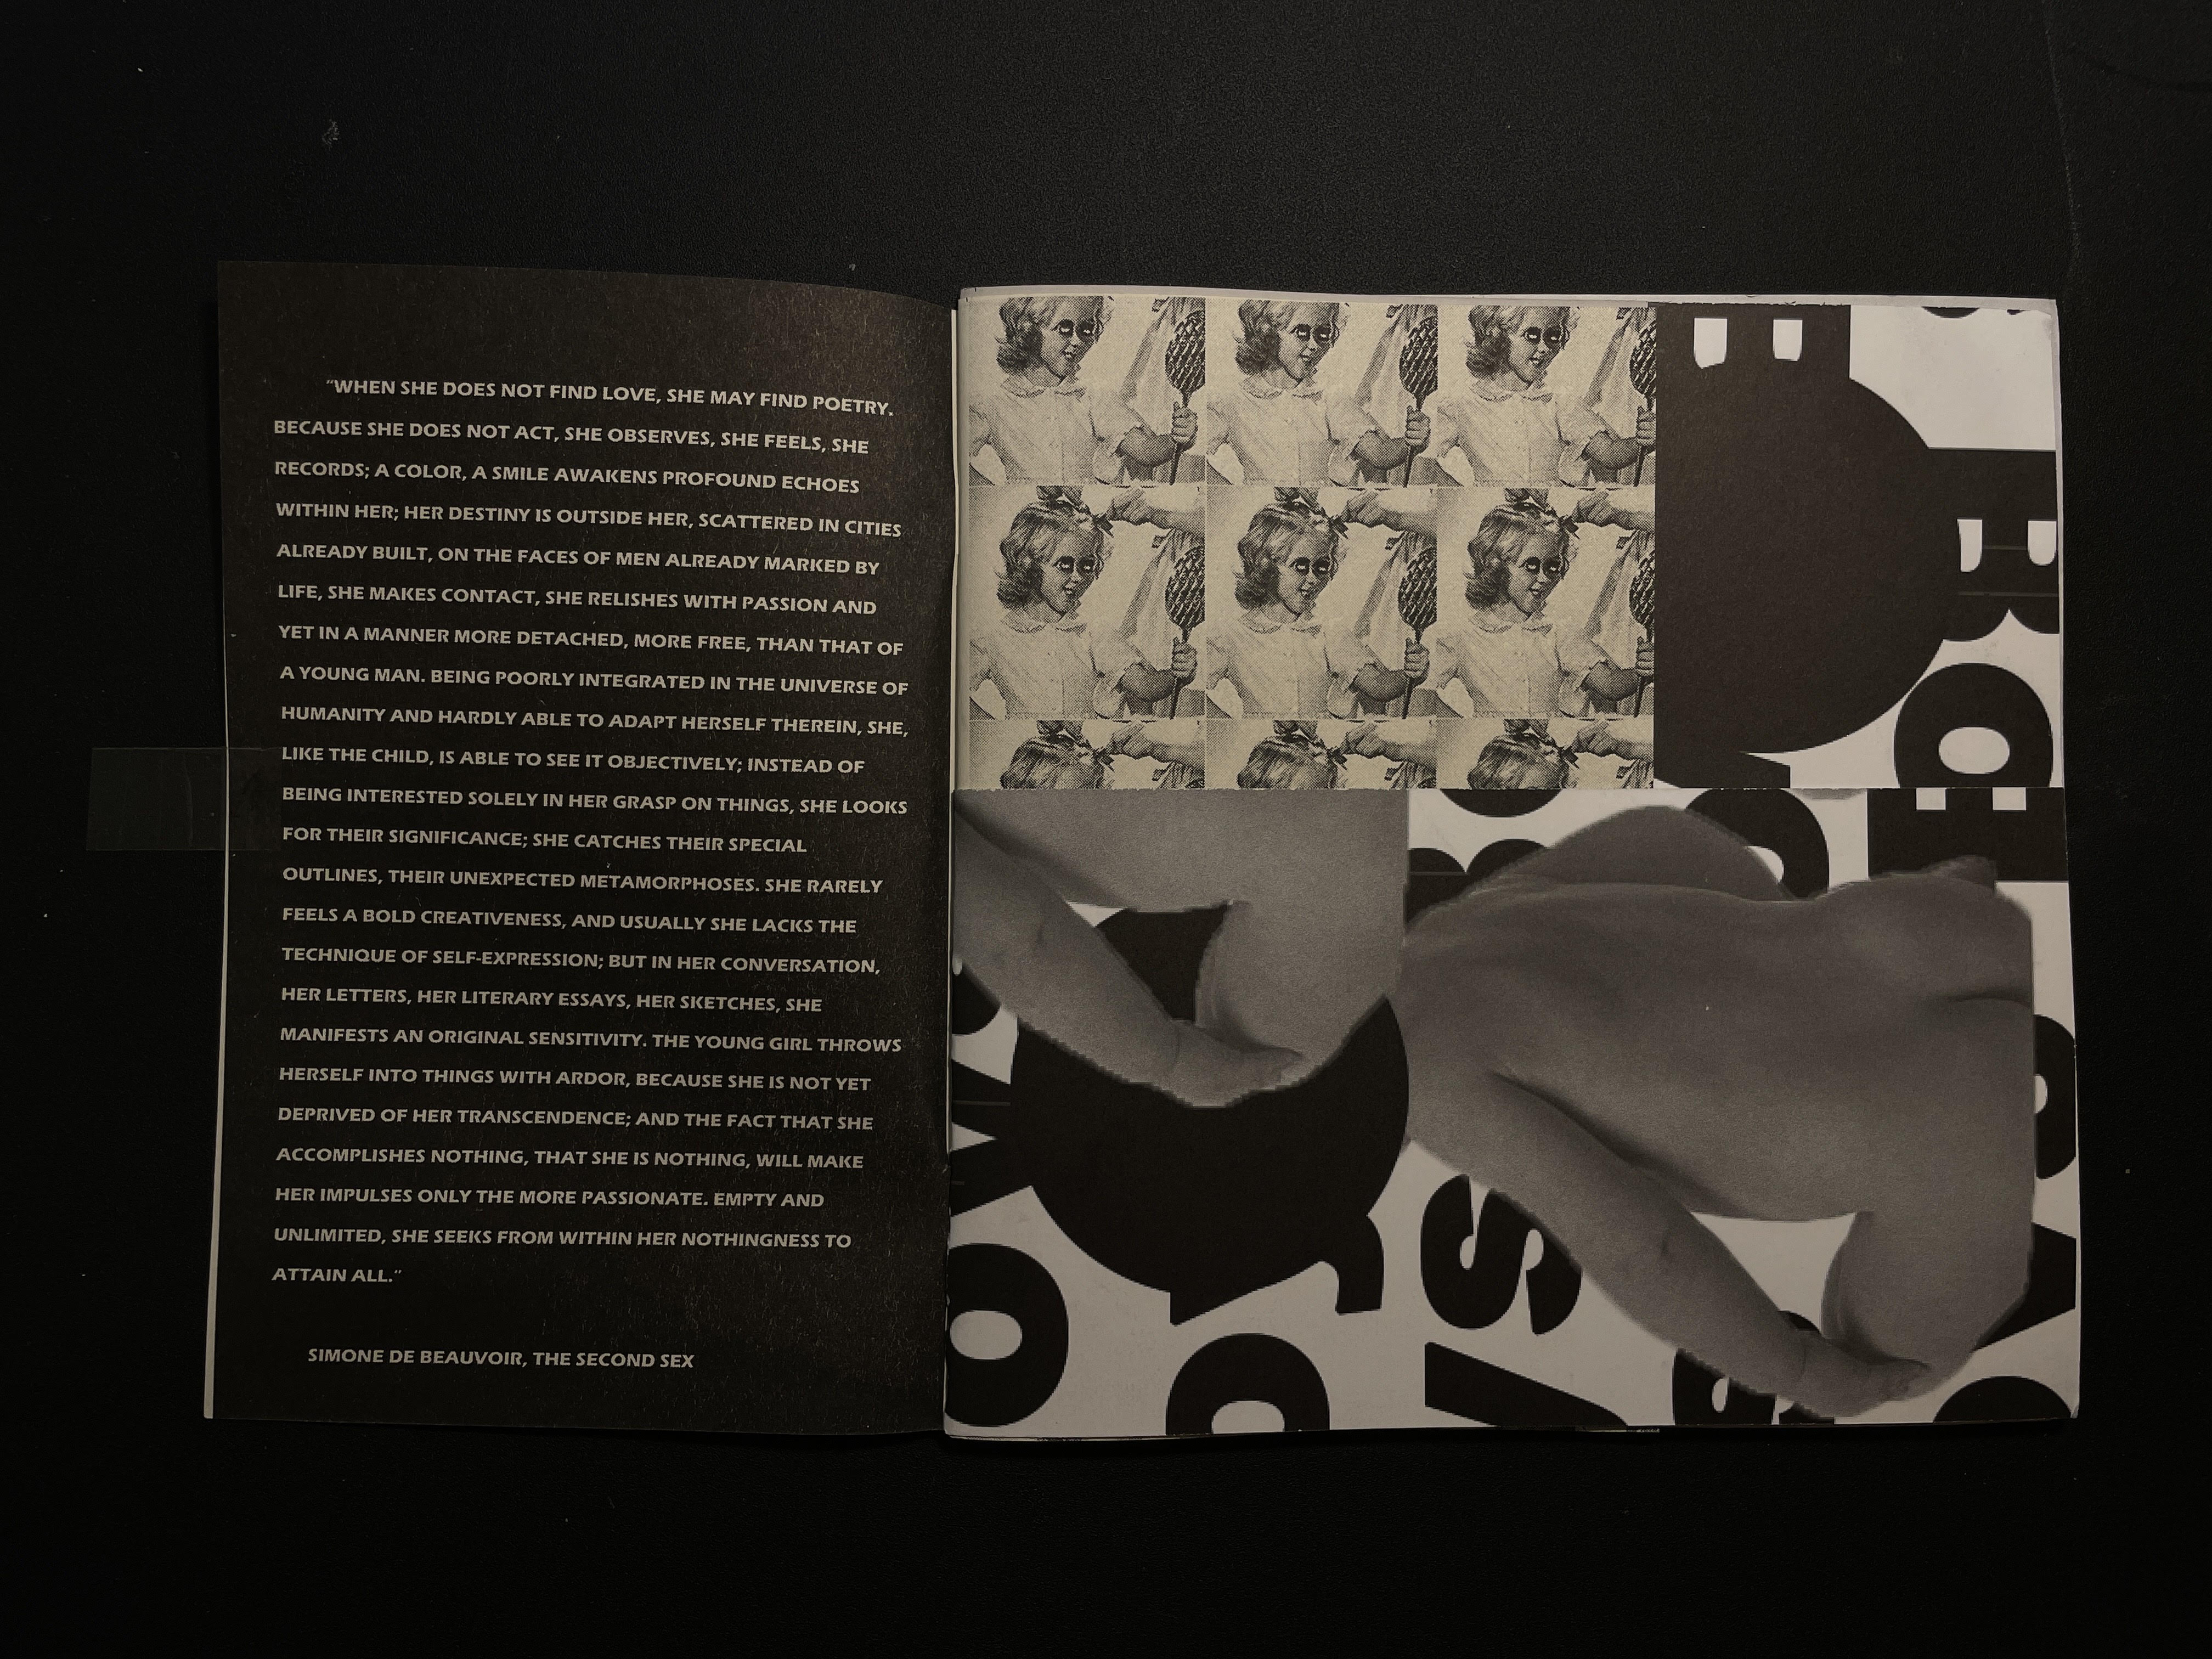 "WHEN SHE DOES NOT FIND LOVE, SHE MAY FIND POETRY.
BECAUSE SHE DOES NOT ACT, SHE OBSERVES, SHE FEELS, SHE
RECORDS; A COLOR, A SMILE AWAKENS PROFOUND ECHOES
WITHIN HER; HER DESTINY IS OUTSIDE HER, SCATTERED IN CITIES
ALREADY BUILT, ON THE FACES OF MEN ALREADY MARKED BY
LIFE, SHE MAKES CONTACT, SHE RELISHES WITH PASSION AND
YET IN A MANNER MORE DETACHED, MORE FREE, THAN THAT OF
A YOUNG MAN. BEING POORLY INTEGRATED IN THE UNIVERSE OF
HUMANITY AND HARDLY ABLE TO ADAPT HERSELF THEREIN, SHE,
LIKE THE CHILD, IS ABLE TO SEE IT OBJECTIVELY; INSTEAD OF
BEING INTERESTED SOLELY IN HER GRASP ON THINGS, SHE LOOKS
FOR THEIR SIGNIFICANCE; SHE CATCHES THEIR SPECIAL
OUTLINES, THEIR UNEXPECTED METAMORPHOSES. SHE RARELY
FEELS A BOLD CREATIVENESS, AND USUALLY SHE LACKS THE
TECHNIQUE OF SELF-EXPRESSION; BUT IN HER CONVERSATION,
HER LETTERS, HER LITERARY ESSAYS, HER SKETCHES, SHE
MANIFESTS AN ORIGINAL SENSITIVITY. THE YOUNG GIRL THROWS
HERSELF INTO THINGS WITH ARDOR, BECAUSE SHE IS NOT YET
DEPRIVED OF HER TRANSCENDENCE; AND THE FACT THAT SHE
ACCOMPLISHES NOTHING, THAT SHE IS NOTHING, WILL MAKE
HER IMPULSES ONLY THE MORE PASSIONATE. EMPTY AND
UNLIMITED, SHE SEEKS FROM WITHIN HER NOTHINGNESS TO
ATTAIN ALL."
SIMONE DE BEAUVOIR, THE SECOND SEX